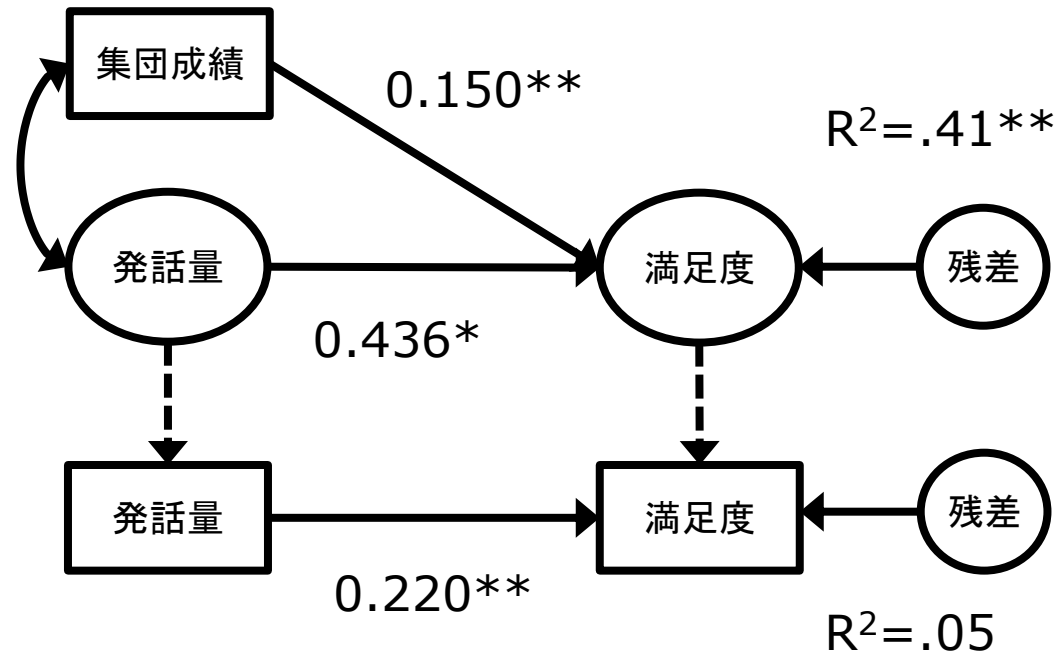 集団成績
0.150**
R²=.41**
発話量
満足度
残差
0.436*
発話量
満足度
残差
0.220**
R²=.05